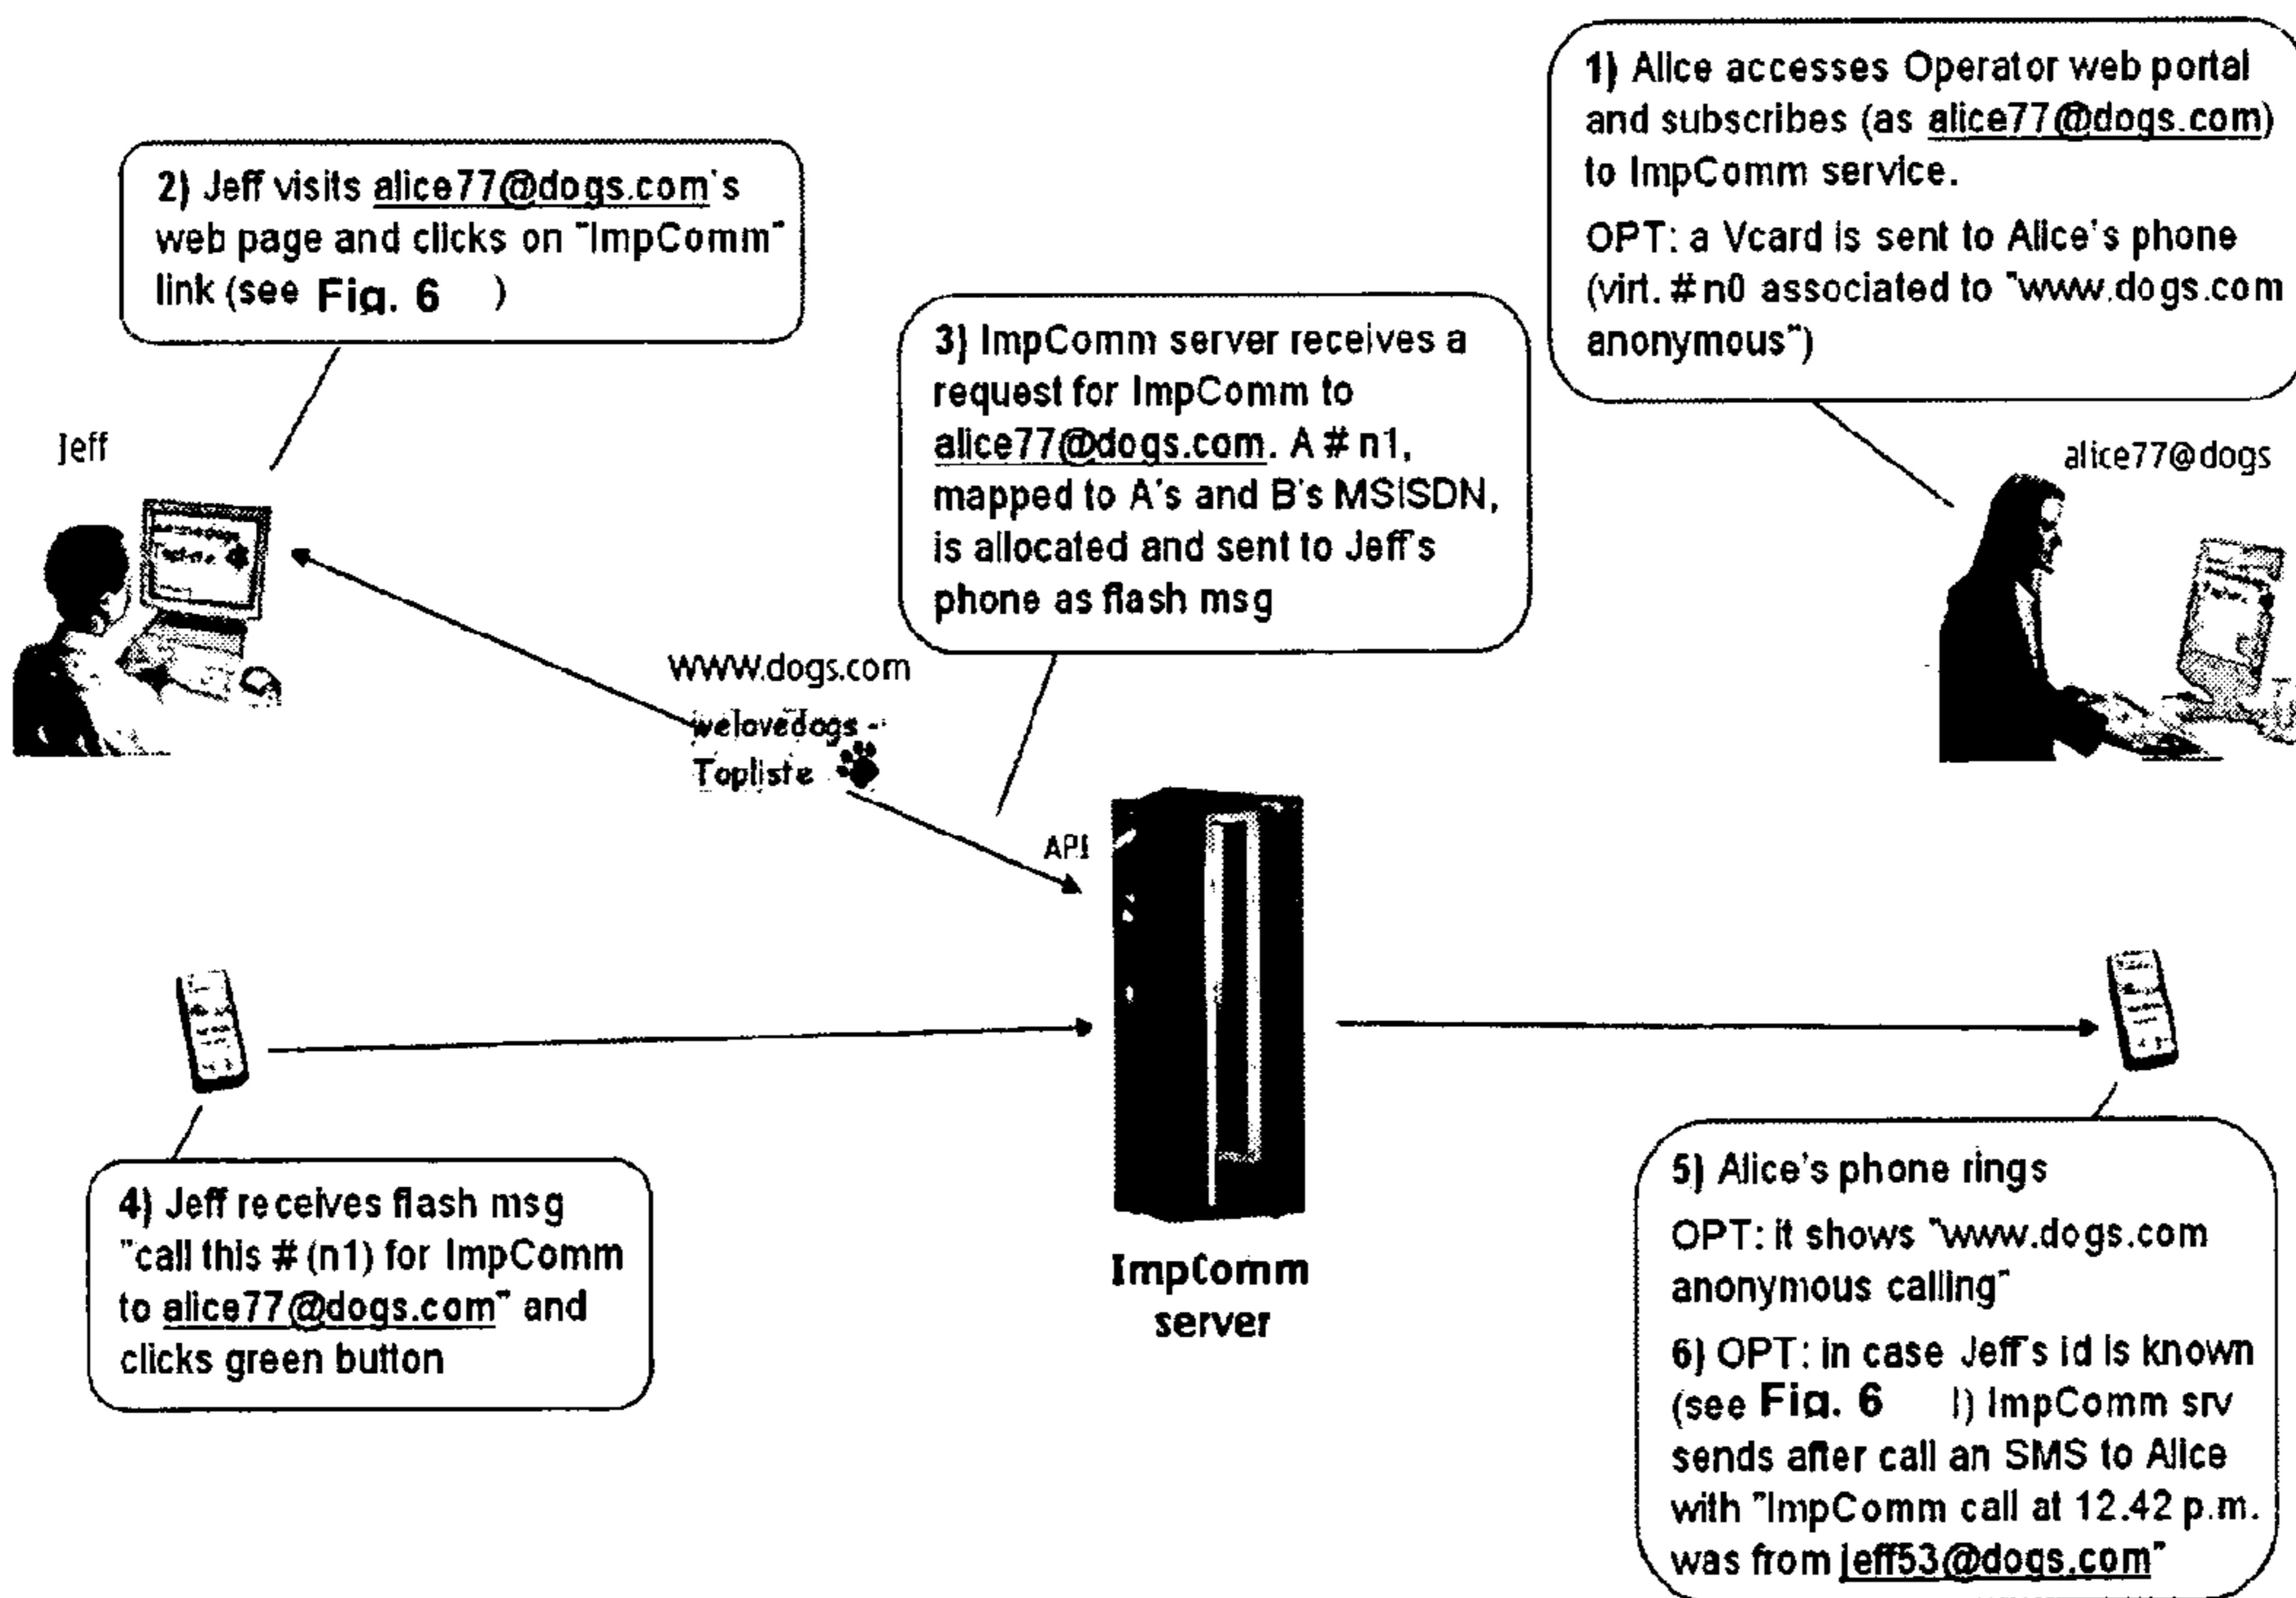 1) Alice accesses Operator web portal
and subscribes (as alice77@dogs.com)
to ImpComm service.
OPT: a Vcard is sent to Alice's phone
(virt. # n0 associated to "www.dogs.com
anonymous")
2) Jeff visits alice77@dogs.com's
web page and clicks on "ImpComm"
link (see Fig. 6 )
3) ImpComm server receives a
request for ImpComm to
alice77@dogs.com. A # n1,
mapped to A's and B's MSISDN,
is allocated and sent to Jeff's
phone as flash msg
Jeff
alice77@dogs
www.dogs.com
welovedogs -
Topliste
API
4) Jeff receives flash msg
"call this # (n1) for ImpComm
to alice77@dogs.com" and
clicks green button
ImpComm
server
5) Alice's phone rings
OPT: it shows "www.dogs.com
anonymous calling"
6) OPT: in case Jeff's id is known
(see Fig. 6 l) ImpComm srv
sends after call an SMS to Alice
with "ImpComm call at 12.42 p.m.
was from jeff53@dogs.com"